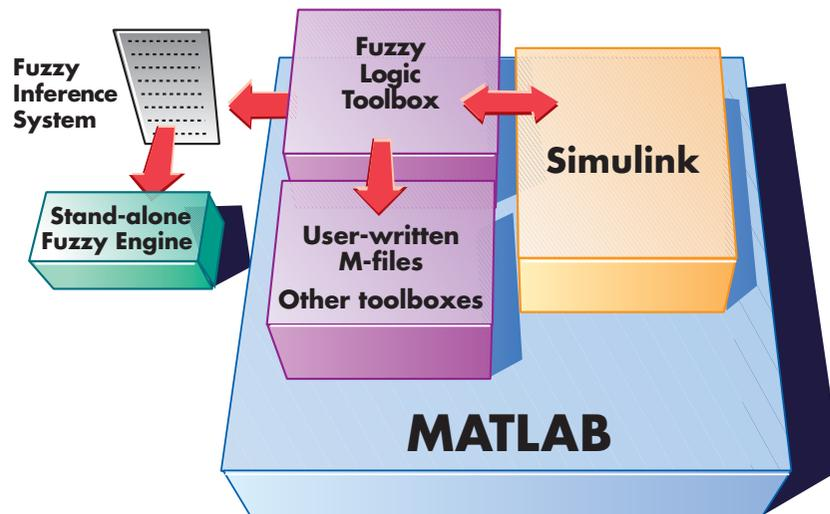 Fuzzy
Inference
System
Fuzzy
Logic
Toolbox
Simulink
Stand-alone
Fuzzy Engine
User-written
M-files
Other toolboxes
MATLAB